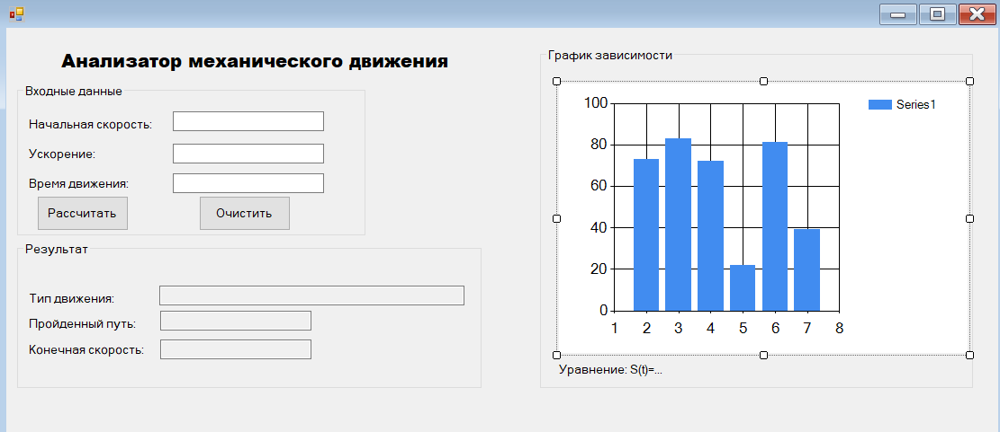 Анализатор механического движения
Входные данные
Начальная скорость:
Ускорение:
Время движения:
Рассчитать
Очистить
Результат
Тип движения:
Пройденный путь:
Конечная скорость:
График зависимости
100
80
60
40
20
0
1 2 3 4 5 6 7 8
Series1
Уравнение: S(t)=...